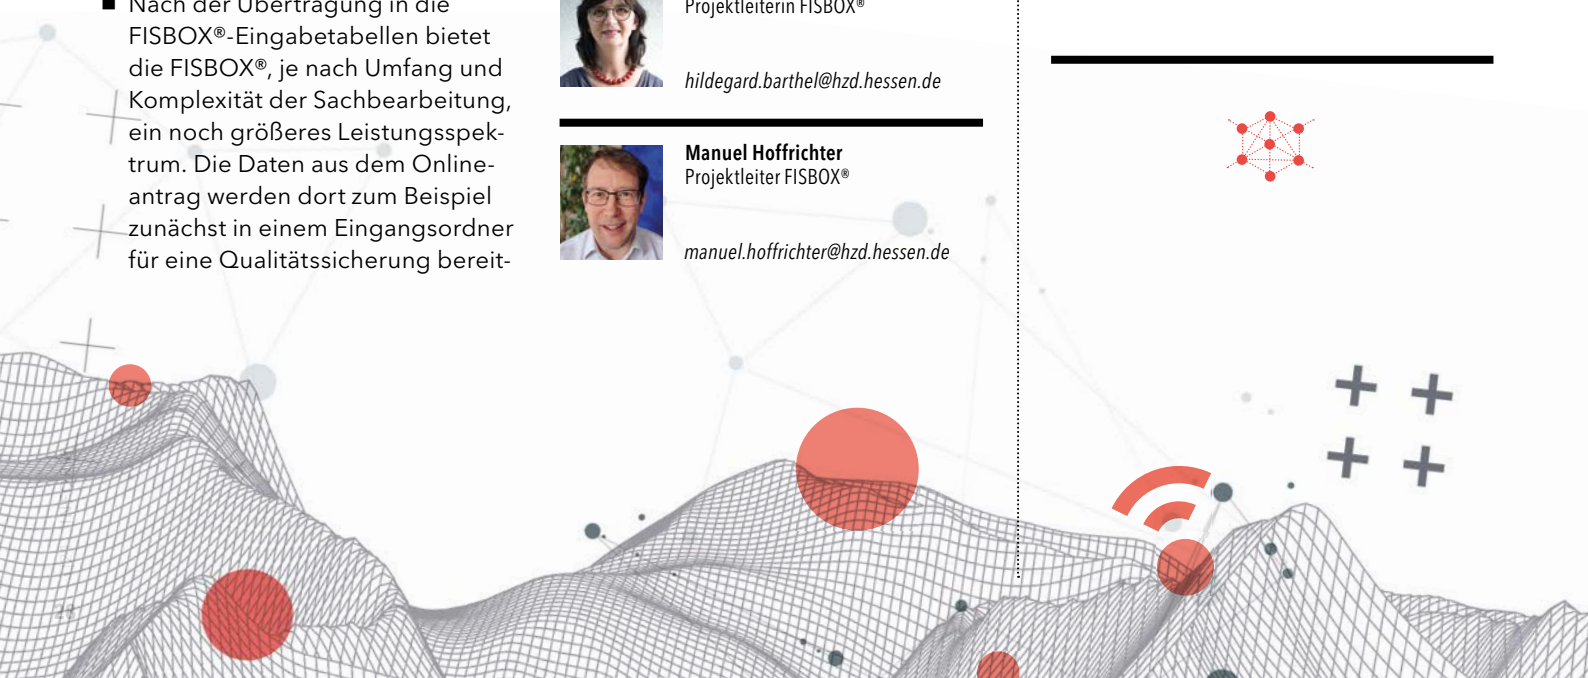 Nach der Übertragung in die
FISBOX®-Eingabetabellen bietet
die FISBOX®, je nach Umfang und
Komplexität der Sachbearbeitung,
ein noch größeres Leistungsspek-
trum. Die Daten aus dem Online-
antrag werden dort zum Beispiel
zunächst in einem Eingangsordner
für eine Qualitätssicherung bereit-
Projektleiterin FISBOX®
hildegard.barthel@hzd.hessen.de
Manuel Hoffrichter
Projektleiter FISBOX®
manuel.hoffrichter@hzd.hessen.de